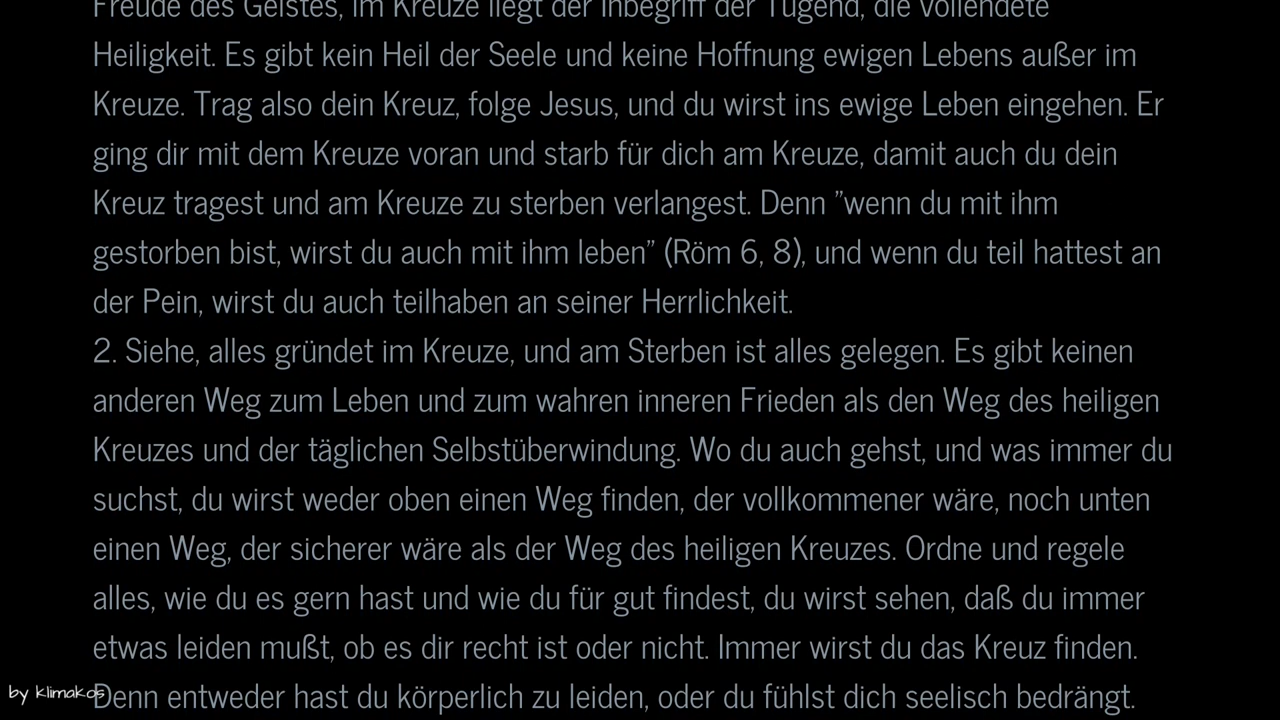 Freude des Geistes, im Kreuze liegt der Inbegriff der Tugend, die vollendete
Heiligkeit. Es gibt kein Heil der Seele und keine Hoffnung ewigen Lebens außer im
Kreuze. Trag also dein Kreuz, folge Jesus, und du wirst ins ewige Leben eingehen. Er
ging dir mit dem Kreuze voran und starb für dich am Kreuze, damit auch du dein
Kreuz tragest und am Kreuze zu sterben verlangest. Denn ”wenn du mit ihm
gestorben bist, wirst du auch mit ihm leben” (Röm 6, 8), und wenn du teil hattest an
der Pein, wirst du auch teilhaben an seiner Herrlichkeit.
2. Siehe, alles gründet im Kreuze, und am Sterben ist alles gelegen. Es gibt keinen
anderen Weg zum Leben und zum wahren inneren Frieden als den Weg des heiligen
Kreuzes und der täglichen Selbstüberwindung. Wo du auch gehst, und was immer du
suchst, du wirst weder oben einen Weg finden, der vollkommener wäre, noch unten
einen Weg, der sicherer wäre als der Weg des heiligen Kreuzes. Ordne und regele
alles, wie du es gern hast und wie du für gut findest, du wirst sehen, daß du immer
etwas leiden mußt, ob es dir recht ist oder nicht. Immer wirst du das Kreuz finden.
Denn entweder hast du körperlich zu leiden, oder du fühlst dich seelisch bedrängt.
by klimakos